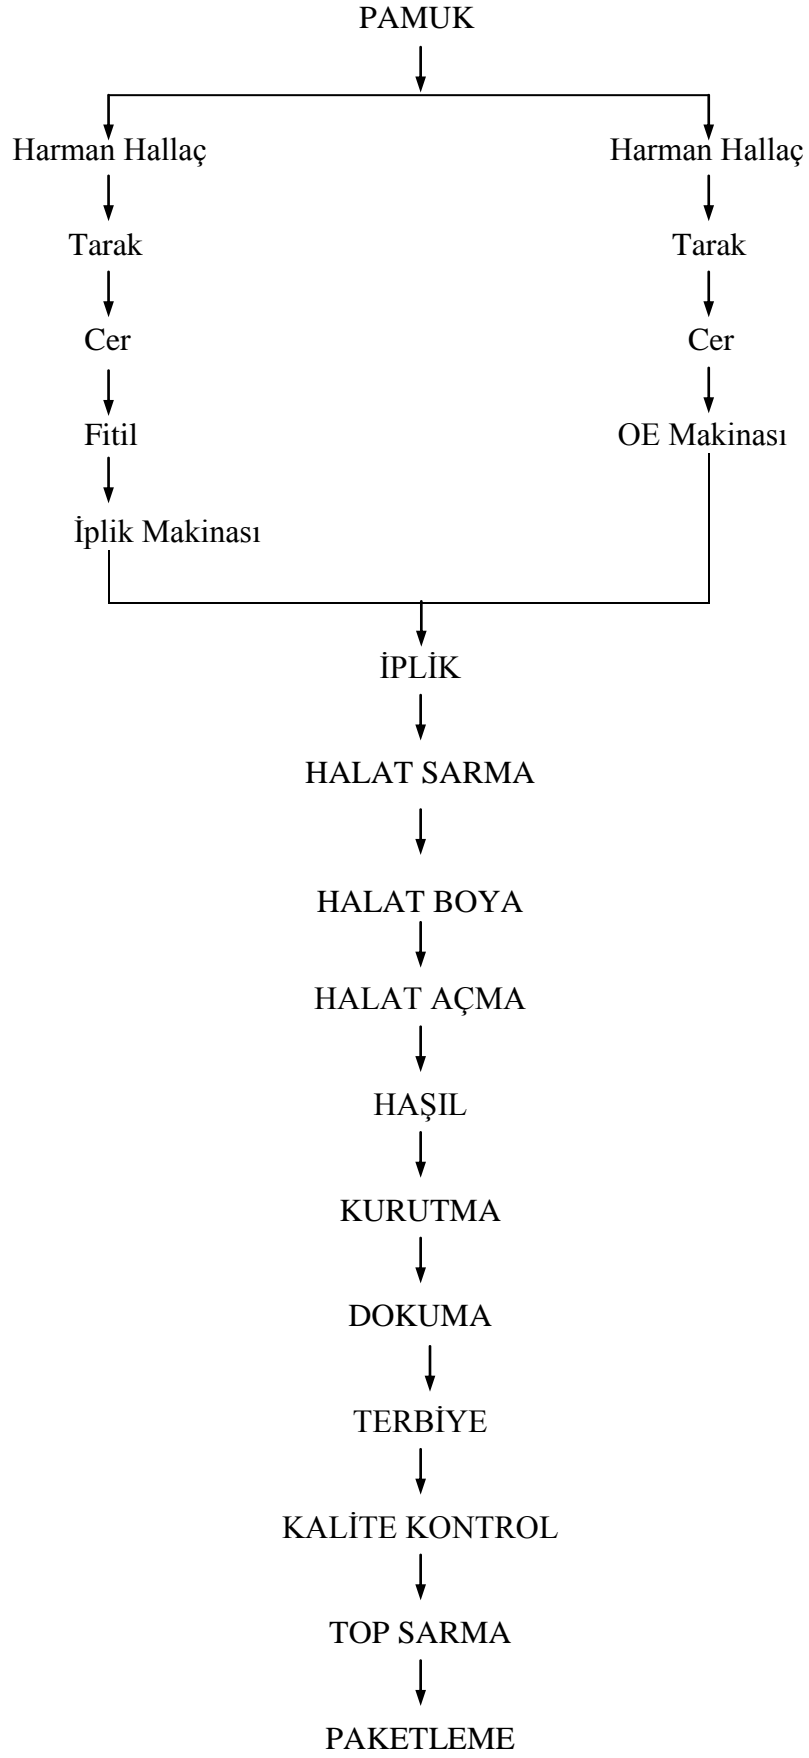 PAMUK
Harman Hallaç
Harman Hallaç
Tarak
Tarak
Cer
Cer
Fitil
OE Makinası
İplik Makinası
İPLİK
HALAT SARMA
HALAT BOYA
HALAT AÇMA
HAŞIL
KURUTMA
DOKUMA
TERBİYE
KALİTE KONTROL
TOP SARMA
PAKETLEME